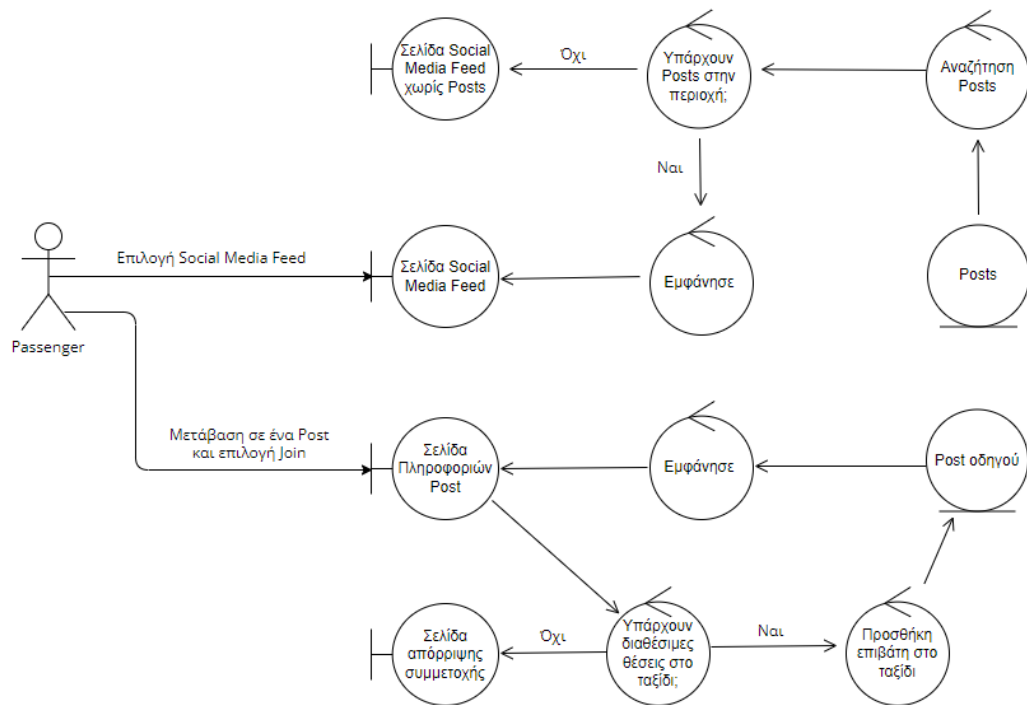 Σελίδα Social
Media Feed
χωρίς Posts
Όχι
Υπάρχουν
Posts στην
περιοχή;
Αναζήτηση
Posts
Ναι
Επιλογή Social Media Feed
Σελίδα Social
Media Feed
Εμφάνησε
Posts
Passenger
Μετάβαση σε ένα Post
και επιλογή Join
Σελίδα
Πληροφοριών
Post
Εμφάνησε
Post οδηγού
Σελίδα
απόρριψης
συμμετοχής
Όχι
Υπάρχουν
διαθέσιμες
θέσεις στο
ταξίδι;
Ναι
Προσθήκη
επιβάτη στο
ταξίδι